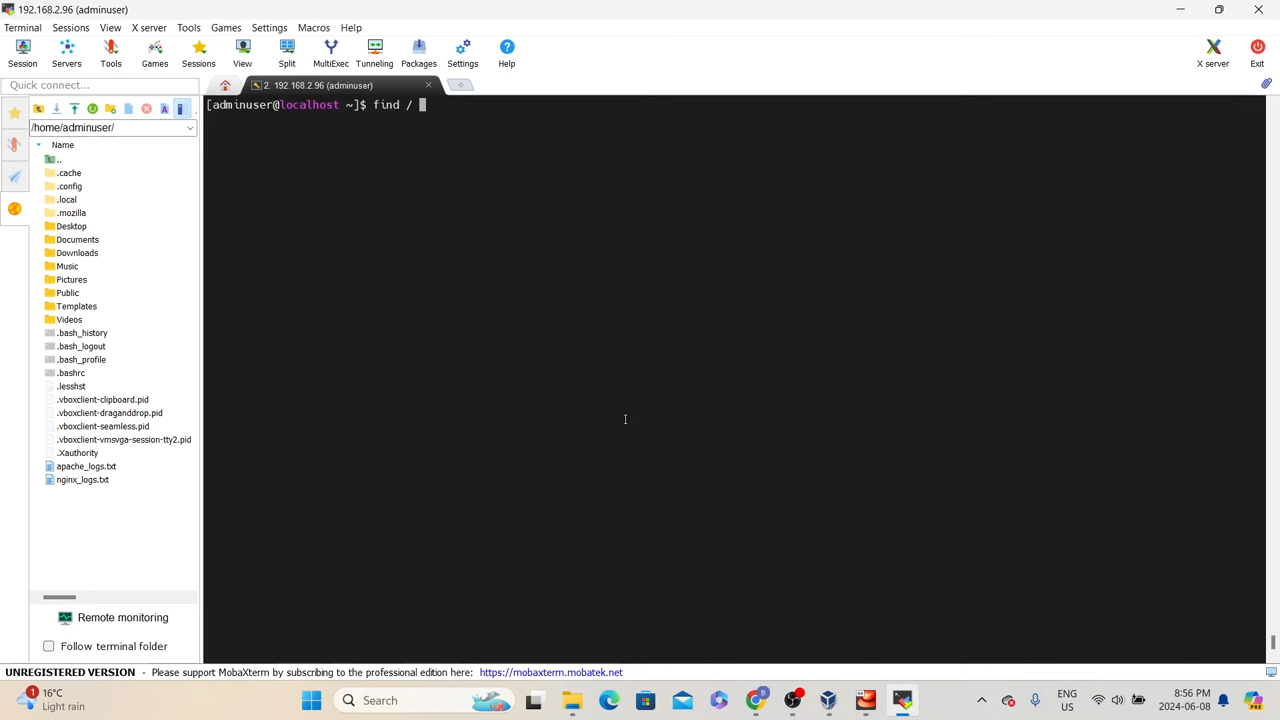 192.168.2.96 (adminuser)
Terminal Sessions View X server Tools Games Settings Macros Help
Session Servers Tools Games Sessions View Split MultiExec Tunneling Packages Settings Help X server Exit
Quick connect...
2. 192.168.2.96 (adminuser)
/home/adminuser/
[adminuser@localhost ~]$ find /
Name
..
.cache
.config
.local
.mozilla
Desktop
Documents
Downloads
Music
Pictures
Public
Templates
Videos
.bash_history
.bash_logout
.bash_profile
.bashrc
.lesshst
.vboxclient-clipboard.pid
.vboxclient-draganddrop.pid
.vboxclient-seamless.pid
.vboxclient-vmsvga-session-tty2.pid
.Xauthority
apache_logs.txt
nginx_logs.txt
Remote monitoring
Follow terminal folder
UNREGISTERED VERSION - Please support MobaXterm by subscribing to the professional edition here: https://mobaxterm.mobatek.net
1
16°C
Light rain
Search
ENG
US
8:56 PM
2024-06-08